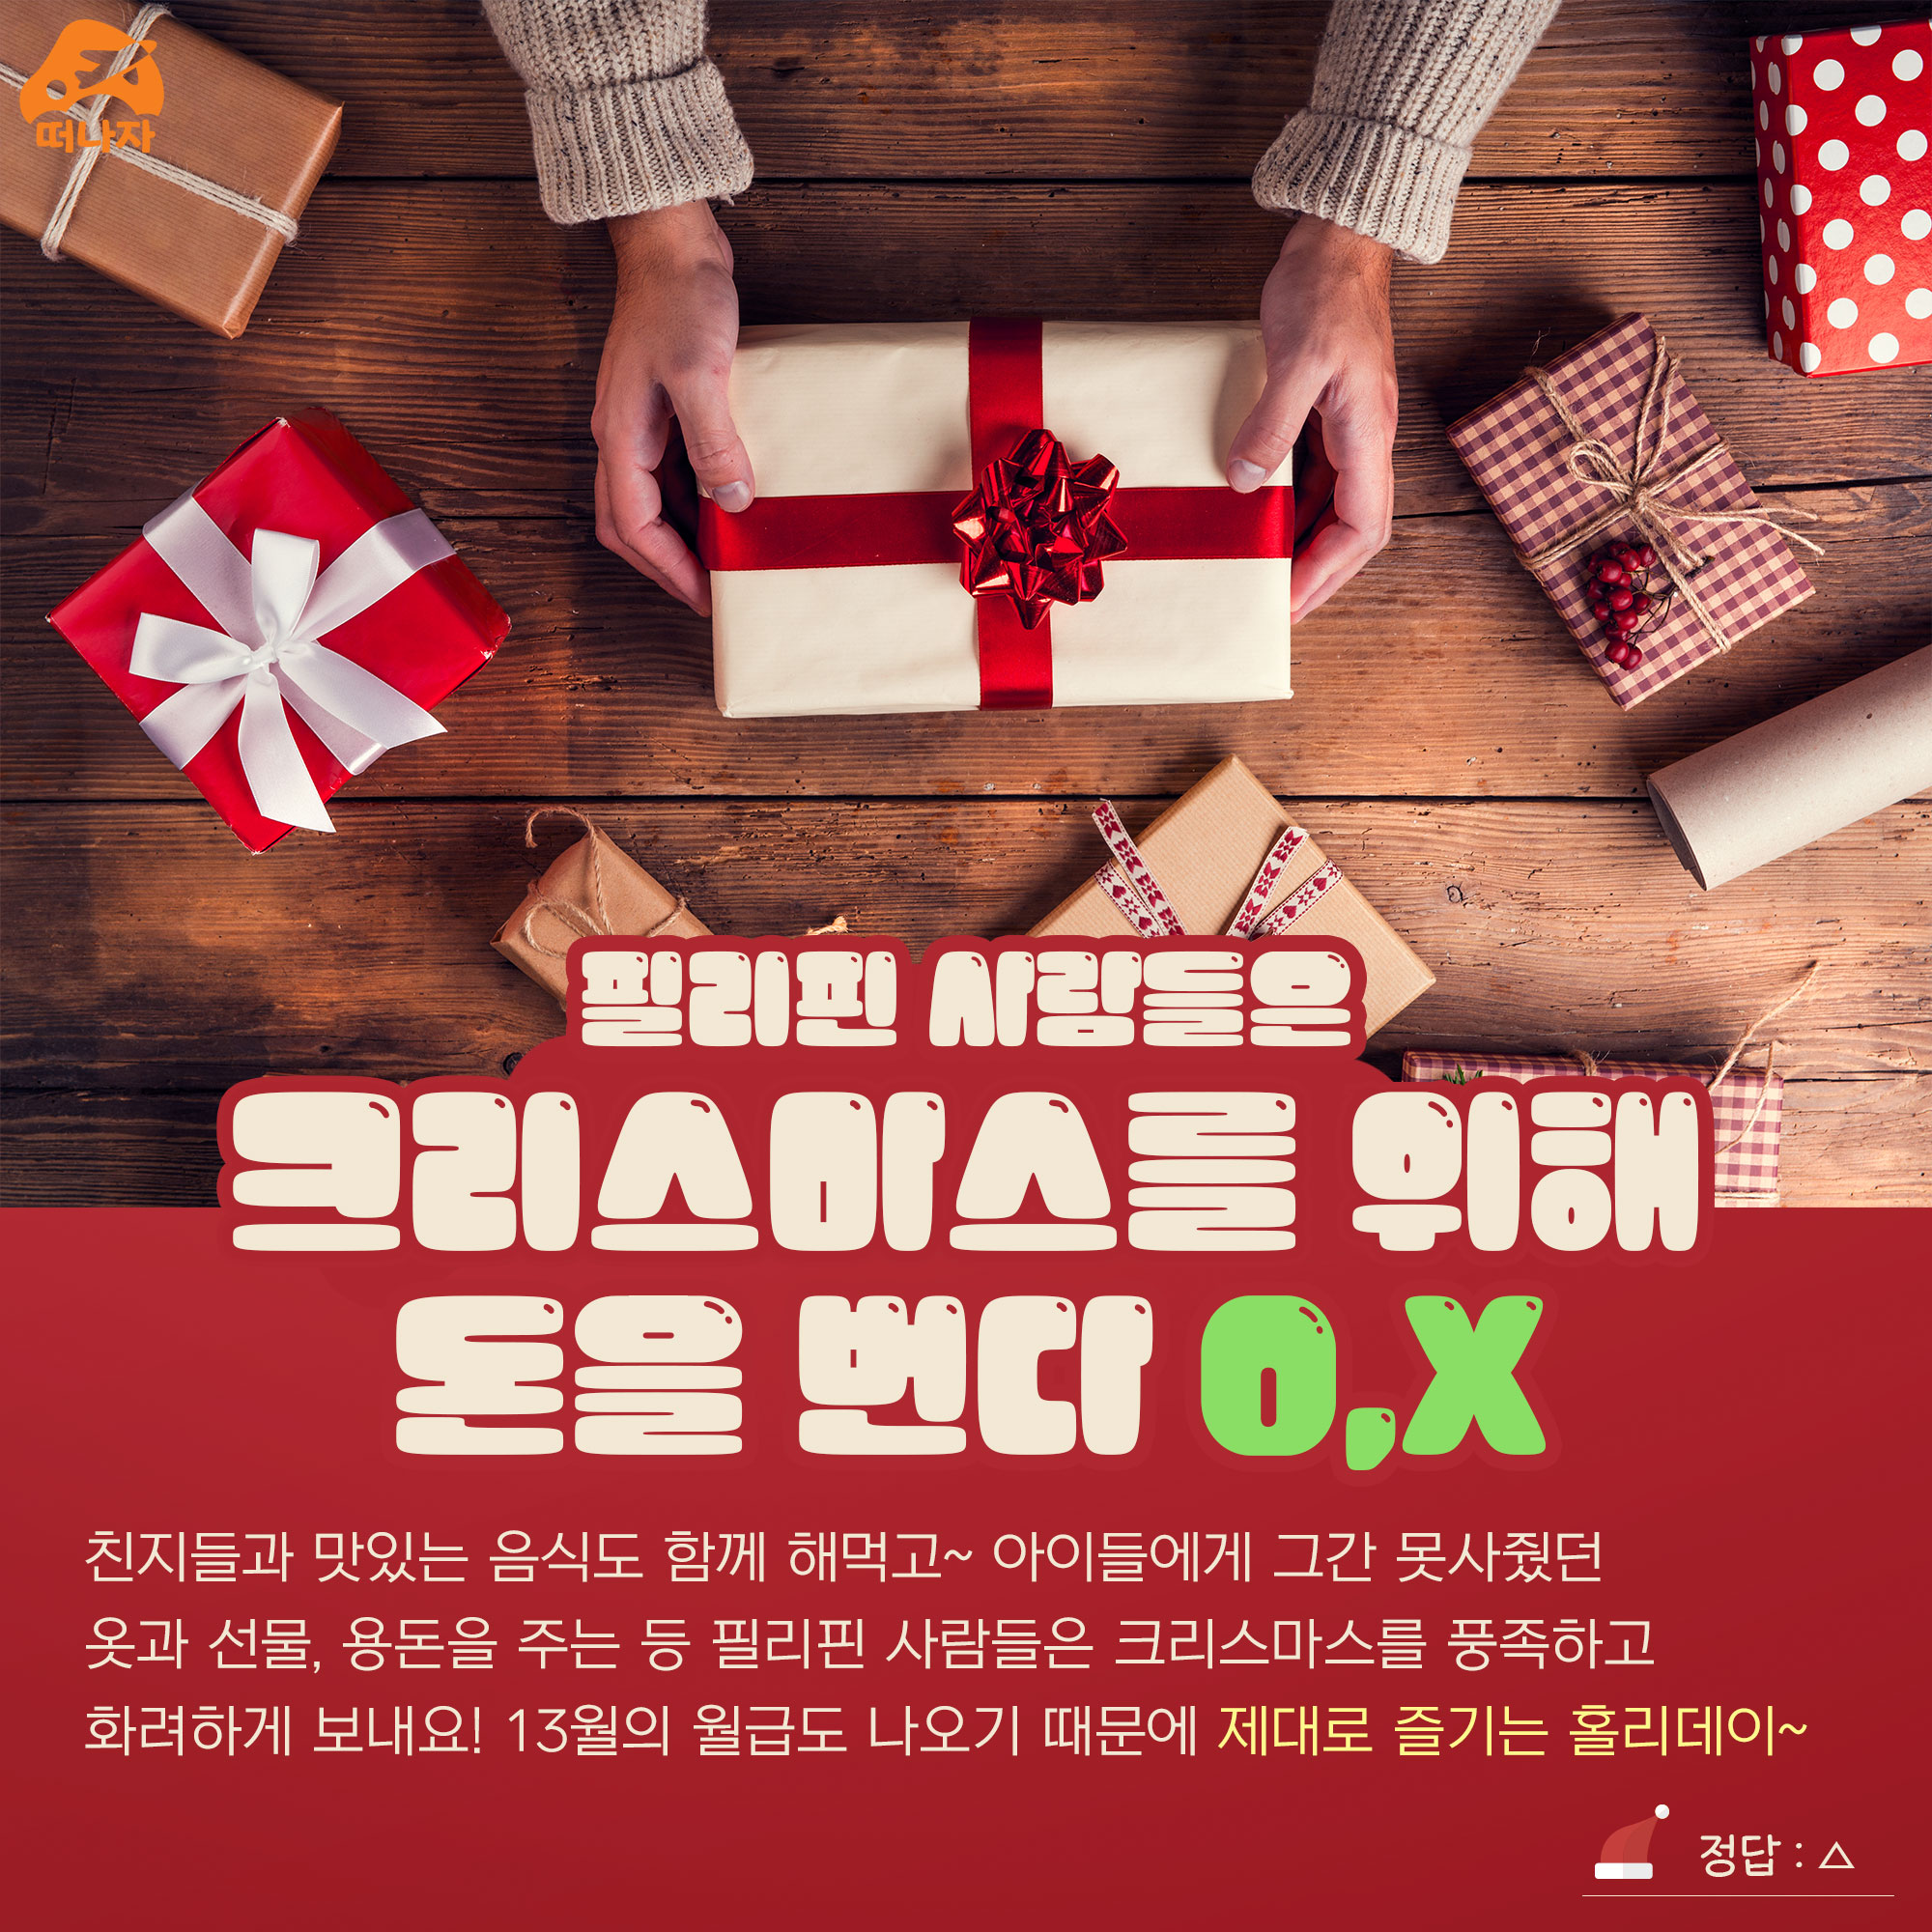 떠나자
필리핀 사람들은
크리스마스를 위해
돈을 번다 O,X
친지들과 맛있는 음식도 함께 해먹고~ 아이들에게 그간 못사줬던
옷과 선물, 용돈을 주는 등 필리핀 사람들은 크리스마스를 풍족하고
화려하게 보내요! 13월의 월급도 나오기 때문에 제대로 즐기는 홀리데이~
정답 : △